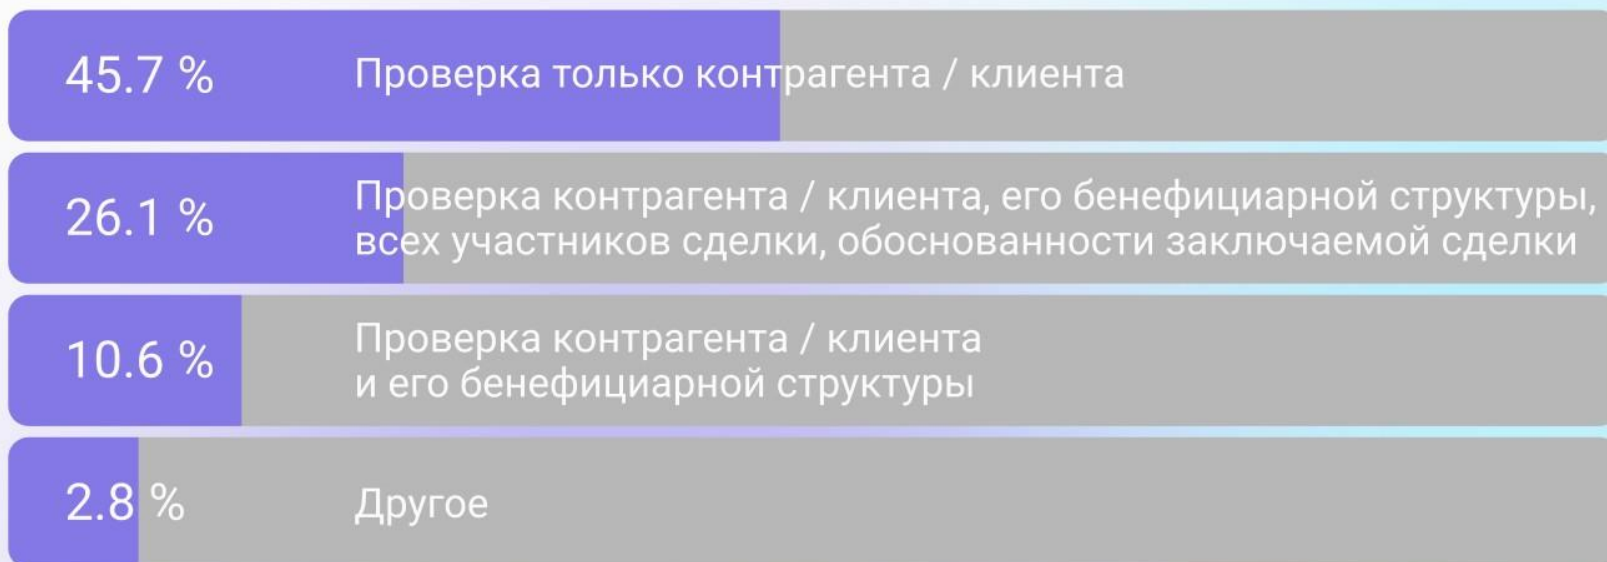 45.7 %
Проверка только контрагента / клиента
26.1 %
Проверка контрагента / клиента, его бенефициарной структуры,
всех участников сделки, обоснованности заключаемой сделки
10.6 %
Проверка контрагента / клиента
и его бенефициарной структуры
2.8 %
Другое